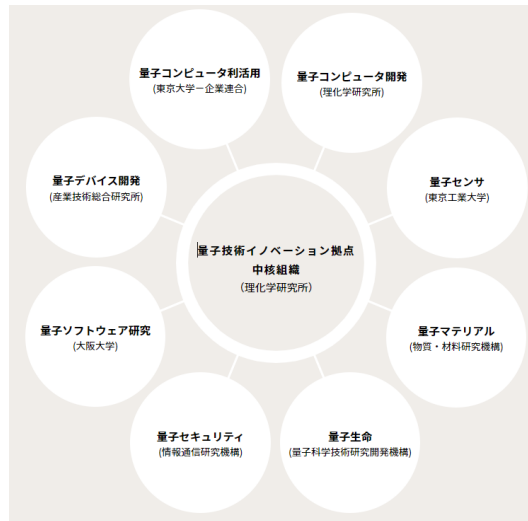 量子コンピュータ利活用
(東京大学－企業連合)
量子コンピュータ開発
(理化学研究所)
量子デバイス開発
(産業技術総合研究所)
量子センサ
(東京工業大学)
量子技術イノベーション拠点
中核組織
（理化学研究所）
量子ソフトウェア研究
(大阪大学)
量子マテリアル
(物質・材料研究機構)
量子セキュリティ
(情報通信研究機構)
量子生命
(量子科学技術研究開発機構)